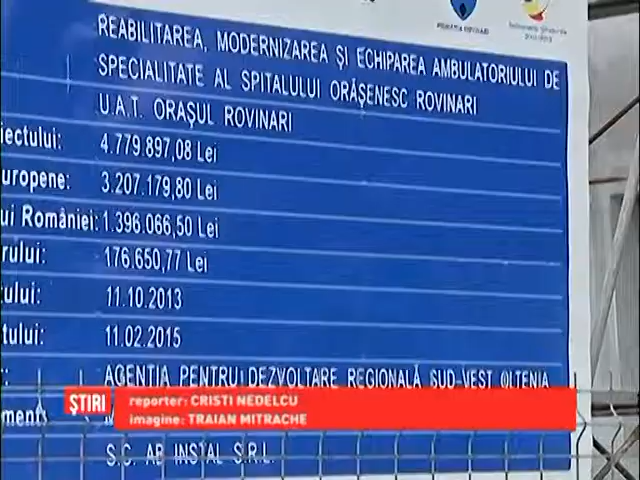 PRIMĂRIA ROVINARI
REABILITAREA, MODERNIZAREA ȘI ECHIPAREA AMBULATORIULUI DE
SPECIALITATE AL SPITALULUI ORĂȘENESC ROVINARI
U.A.T. ORAȘUL ROVINARI
iectului: 4.779.897,08 Lei
uropene: 3.207.179,80 Lei
ui României: 1.396.066,50 Lei
rului: 176.650,77 Lei
ului: 11.10.2013
tului: 11.02.2015
AGENȚIA PENTRU DEZVOLTARE REGIONALĂ SUD-VEST OLTENIA
ȘTIRI
reporter: CRISTI NEDELCU
imagine: TRAIAN MITRACHE
S.C. AB INSTAL S.R.L.